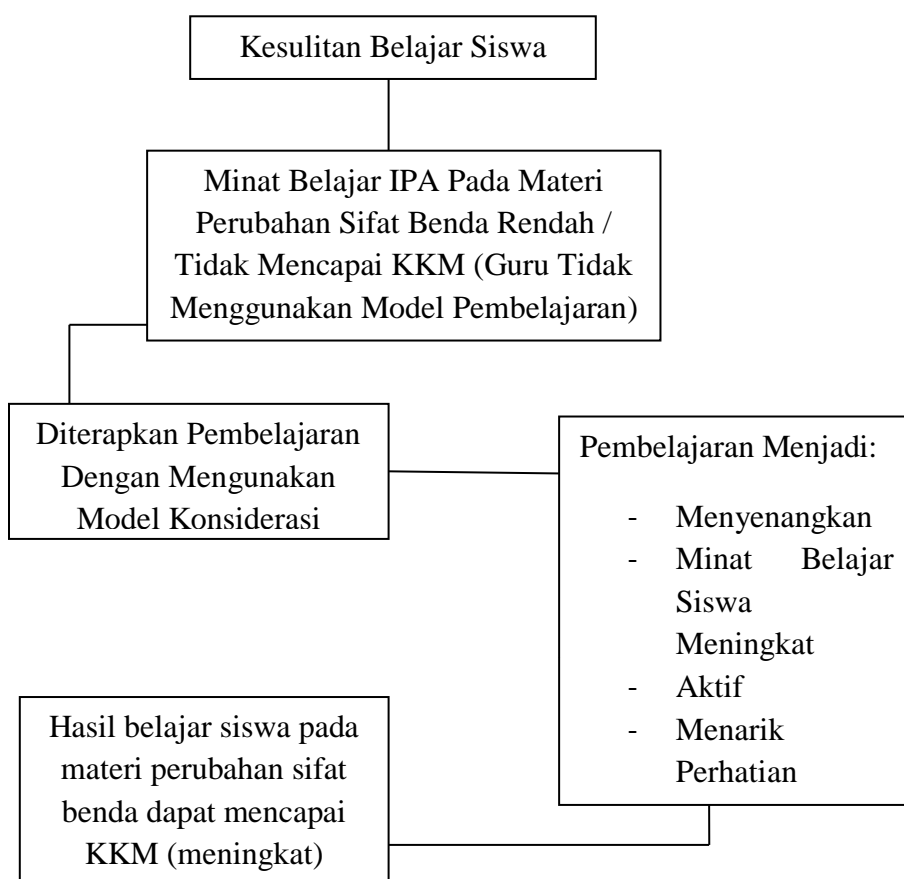 Kesulitan Belajar Siswa
Minat Belajar IPA Pada Materi
Perubahan Sifat Benda Rendah /
Tidak Mencapai KKM (Guru Tidak
Menggunakan Model Pembelajaran)
Diterapkan Pembelajaran
Dengan Mengunakan
Model Konsiderasi
Pembelajaran Menjadi:
- Menyenangkan
- Minat Belajar
Siswa
Meningkat
- Aktif
- Menarik
Perhatian
Hasil belajar siswa pada
materi perubahan sifat
benda dapat mencapai
KKM (meningkat)